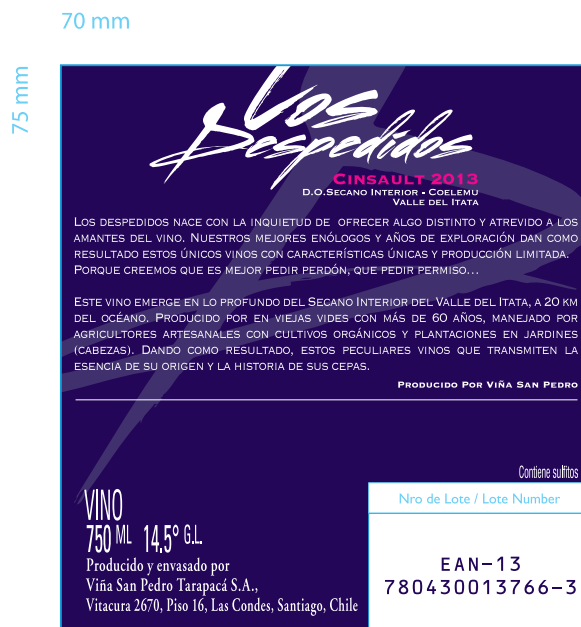 70 mm
75 mm
Los
Despedidos
CINSAULT 2013
D.O.SECANO INTERIOR - COELEMU
VALLE DEL ITATA
LOS DESPEDIDOS NACE CON LA INQUIETUD DE OFRECER ALGO DISTINTO Y ATREVIDO A LOS
AMANTES DEL VINO. NUESTROS MEJORES ENÓLOGOS Y AÑOS DE EXPLORACIÓN DAN COMO
RESULTADO ESTOS ÚNICOS VINOS CON CARACTERÍSTICAS ÚNICAS Y PRODUCCIÓN LIMITADA.
PORQUE CREEMOS QUE ES MEJOR PEDIR PERDÓN, QUE PEDIR PERMISO...
ESTE VINO EMERGE EN LO PROFUNDO DEL SECANO INTERIOR DEL VALLE DEL ITATA, A 20 KM
DEL OCÉANO. PRODUCIDO POR EN VIEJAS VIDES CON MÁS DE 60 AÑOS, MANEJADO POR
AGRICULTORES ARTESANALES CON CULTIVOS ORGÁNICOS Y PLANTACIONES EN JARDINES
(CABEZAS). DANDO COMO RESULTADO, ESTOS PECULIARES VINOS QUE TRANSMITEN LA
ESENCIA DE SU ORIGEN Y LA HISTORIA DE SUS CEPAS.
PRODUCIDO POR VIÑA SAN PEDRO
Contiene sulfitos
VINO
750 ML 14.5° G.L.
Producido y envasado por
Viña San Pedro Tarapacá S.A.,
Vitacura 2670, Piso 16, Las Condes, Santiago, Chile
Nro de Lote / Lote Number
EAN-13
780430013766-3